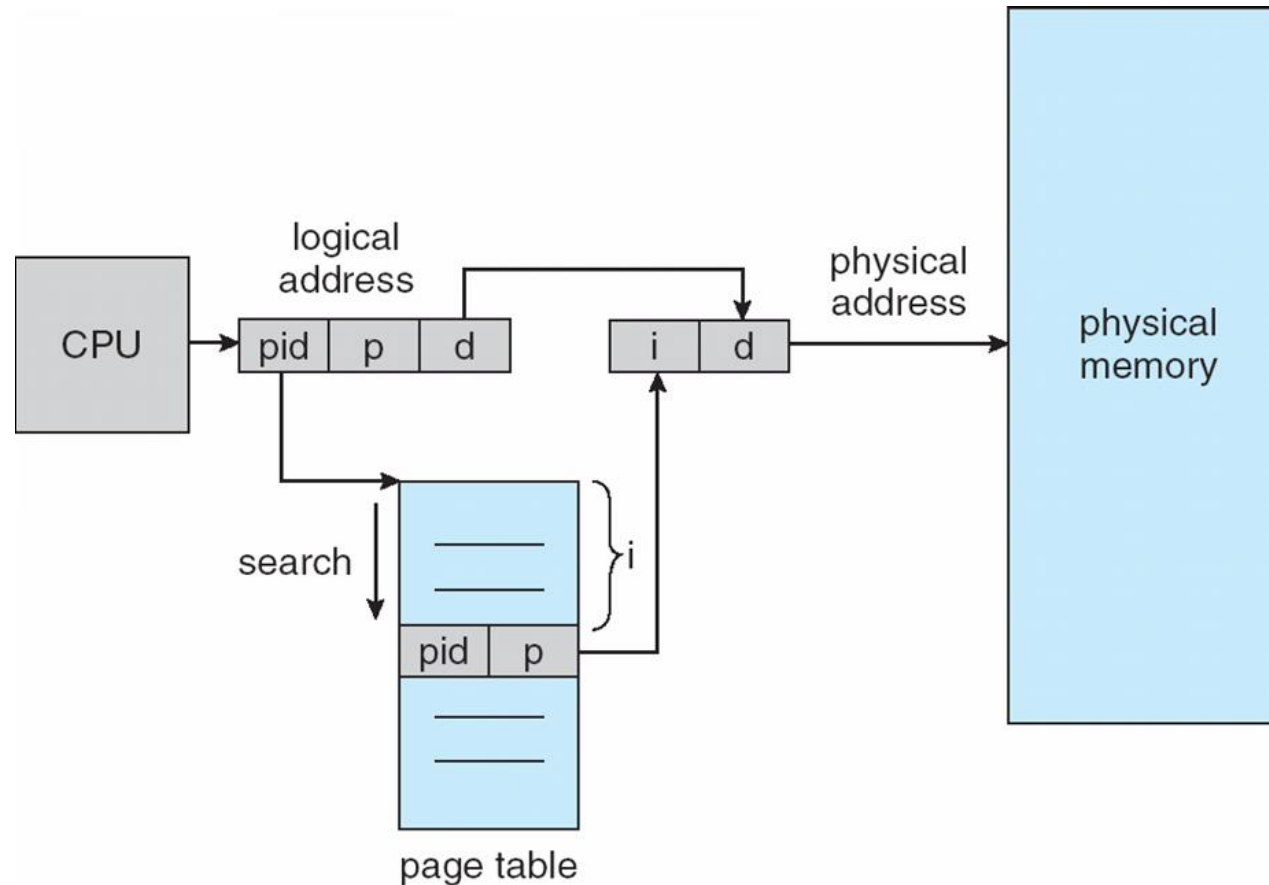 logical
address
physical
address
CPU
pid p d
i d
physical
memory
search
i
pid p
page table